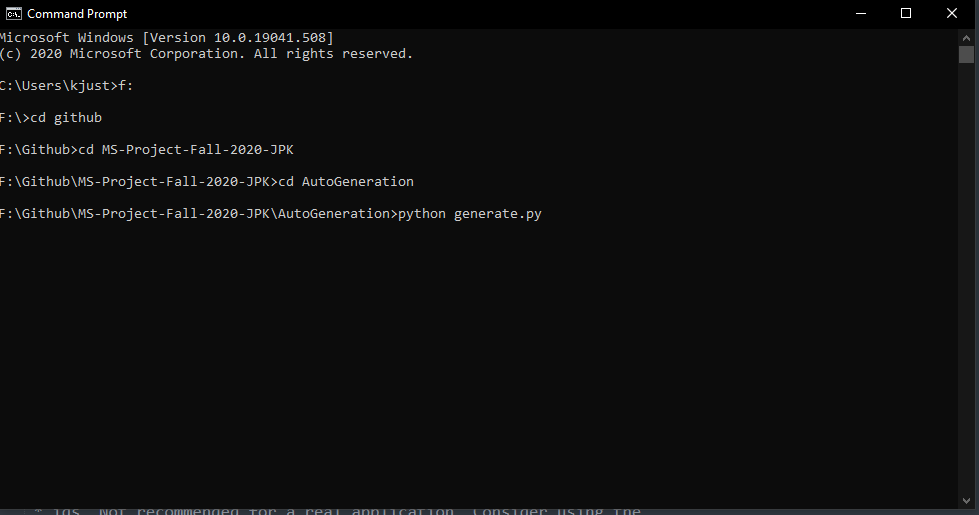 Command Prompt
Microsoft Windows [Version 10.0.19041.508]
(c) 2020 Microsoft Corporation. All rights reserved.
C:\Users\kjust>f:
F:\>cd github
F:\Github>cd MS-Project-Fall-2020-JPK
F:\Github\MS-Project-Fall-2020-JPK>cd AutoGeneration
F:\Github\MS-Project-Fall-2020-JPK\AutoGeneration>python generate.py
* ids. Not recommended for a real application. Consider using the